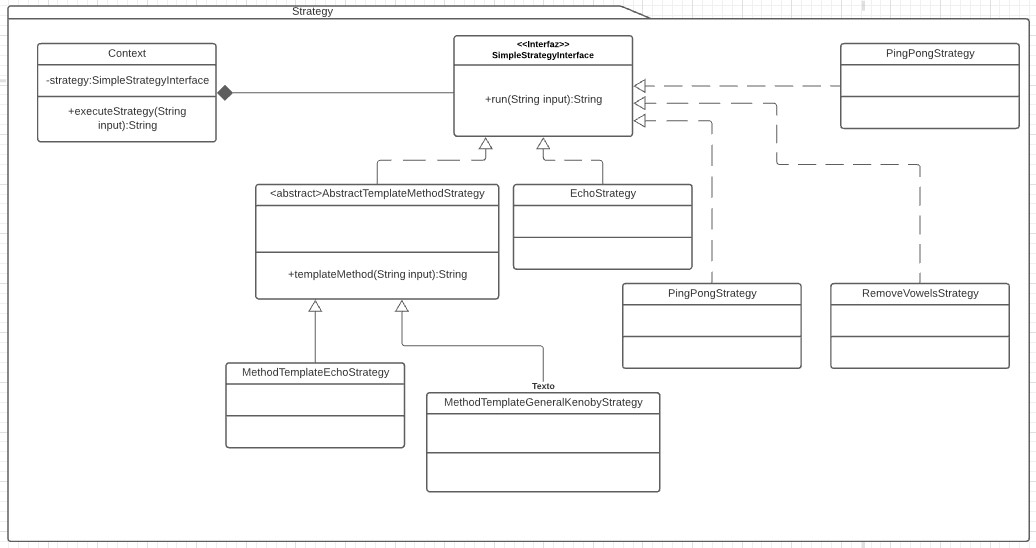 Strategy
Context
-strategy:SimpleStrategyInterface
+executeStrategy(String
input):String
<<Interfaz>>
SimpleStrategyInterface
+run(String input):String
PingPongStrategy
<abstract>AbstractTemplateMethodStrategy
+templateMethod(String input):String
EchoStrategy
PingPongStrategy
RemoveVowelsStrategy
MethodTemplateEchoStrategy
Texto
MethodTemplateGeneralKenobyStrategy